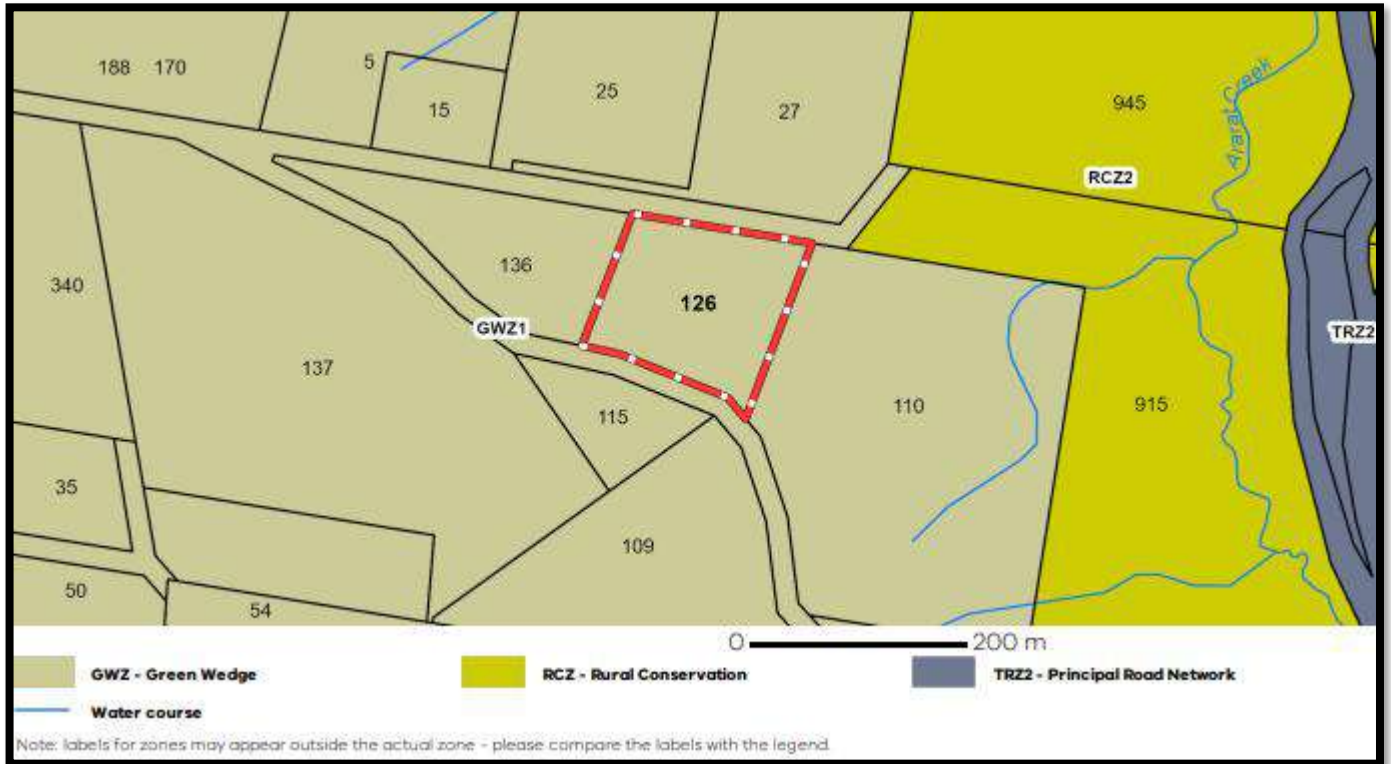 188 170
5
15
25
27
945
Ararat Creek
RCZ2
340
136
126
GWZ1
TRZ2
137
115
110
915
35
109
50
54
0 200 m
GWZ - Green Wedge
RCZ - Rural Conservation
TRZ2 - Principal Road Network
Water course
Note: labels for zones may appear outside the actual zone - please compare the labels with the legend.